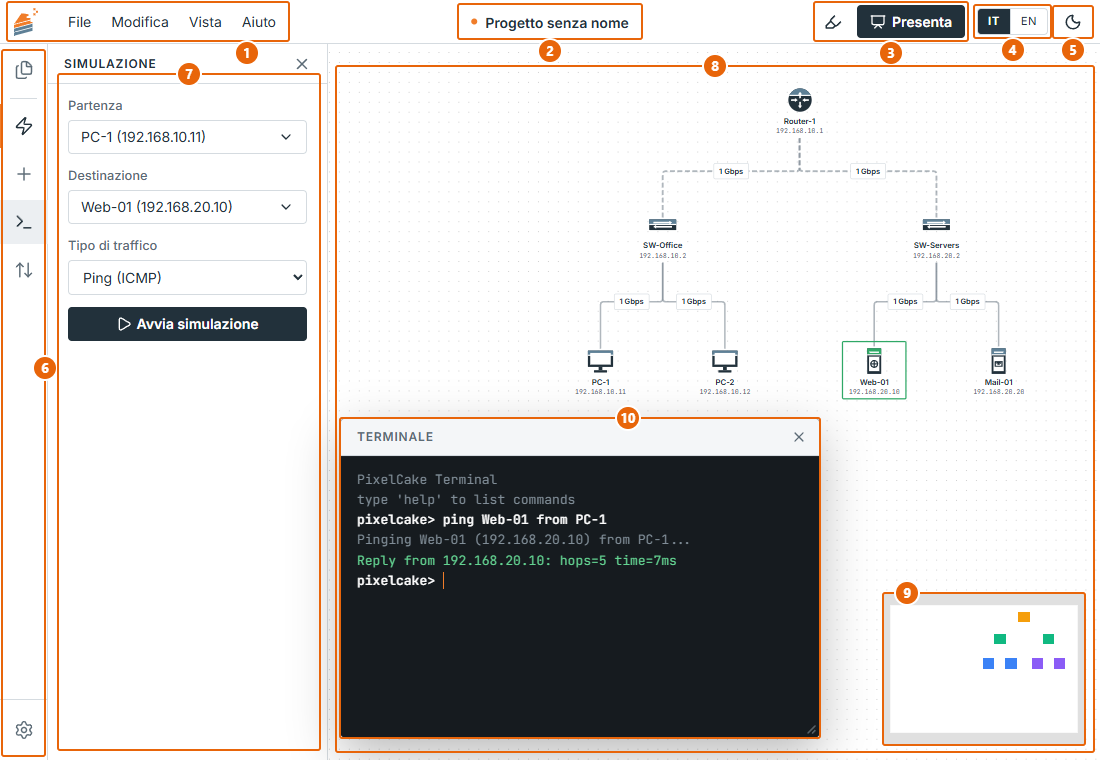 File Modifica Vista Aiuto
1
Progetto senza nome
2
Presenta
3
IT EN
4
5
6
SIMULAZIONE
7
Partenza
PC-1 (192.168.10.11)
Destinazione
Web-01 (192.168.20.10)
Tipo di traffico
Ping (ICMP)
Avvia simulazione
8
Router-1
192.168.10.1
1 Gbps 1 Gbps
SW-Office
192.168.10.2
SW-Servers
192.168.20.2
1 Gbps 1 Gbps 1 Gbps 1 Gbps
PC-1
192.168.10.11
PC-2
192.168.10.12
Web-01
192.168.20.10
Mail-01
192.168.20.20
10
TERMINALE
PixelCake Terminal
type 'help' to list commands
pixelcake> ping Web-01 from PC-1
Pinging Web-01 (192.168.20.10) from PC-1...
Reply from 192.168.20.10: hops=5 time=7ms
pixelcake>
9